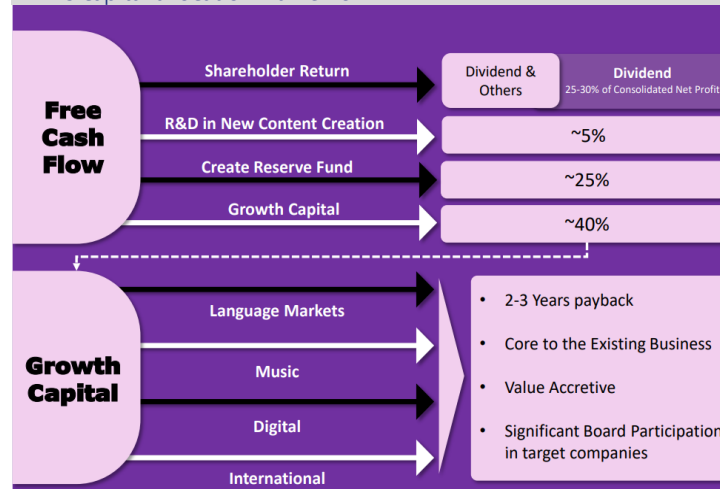 Free
Cash
Flow
Shareholder Return
Dividend &
Others
Dividend
25-30% of Consolidated Net Profit
R&D in New Content Creation
~5%
Create Reserve Fund
~25%
Growth Capital
~40%
Growth
Capital
Language Markets
Music
Digital
International
• 2-3 Years payback
• Core to the Existing Business
• Value Accretive
• Significant Board Participation
in target companies